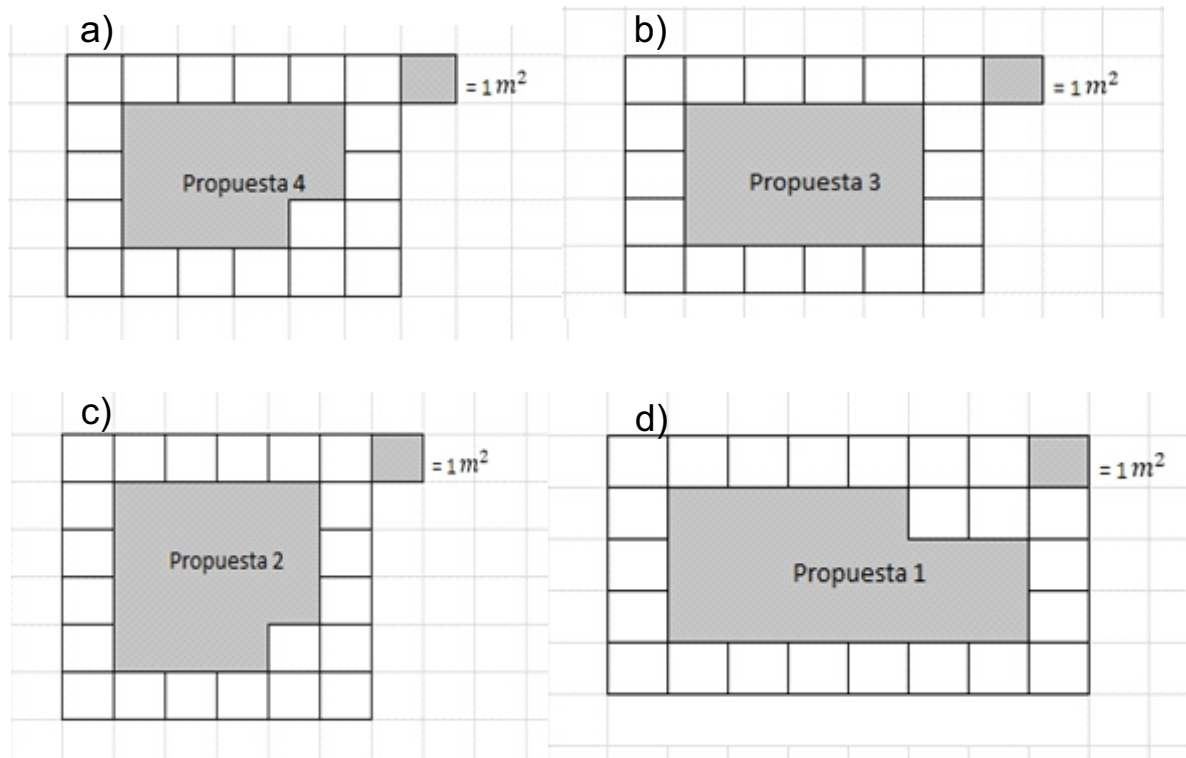 a)
= 1 m²
Propuesta 4
b)
= 1 m²
Propuesta 3
c)
= 1 m²
Propuesta 2
d)
= 1 m²
Propuesta 1